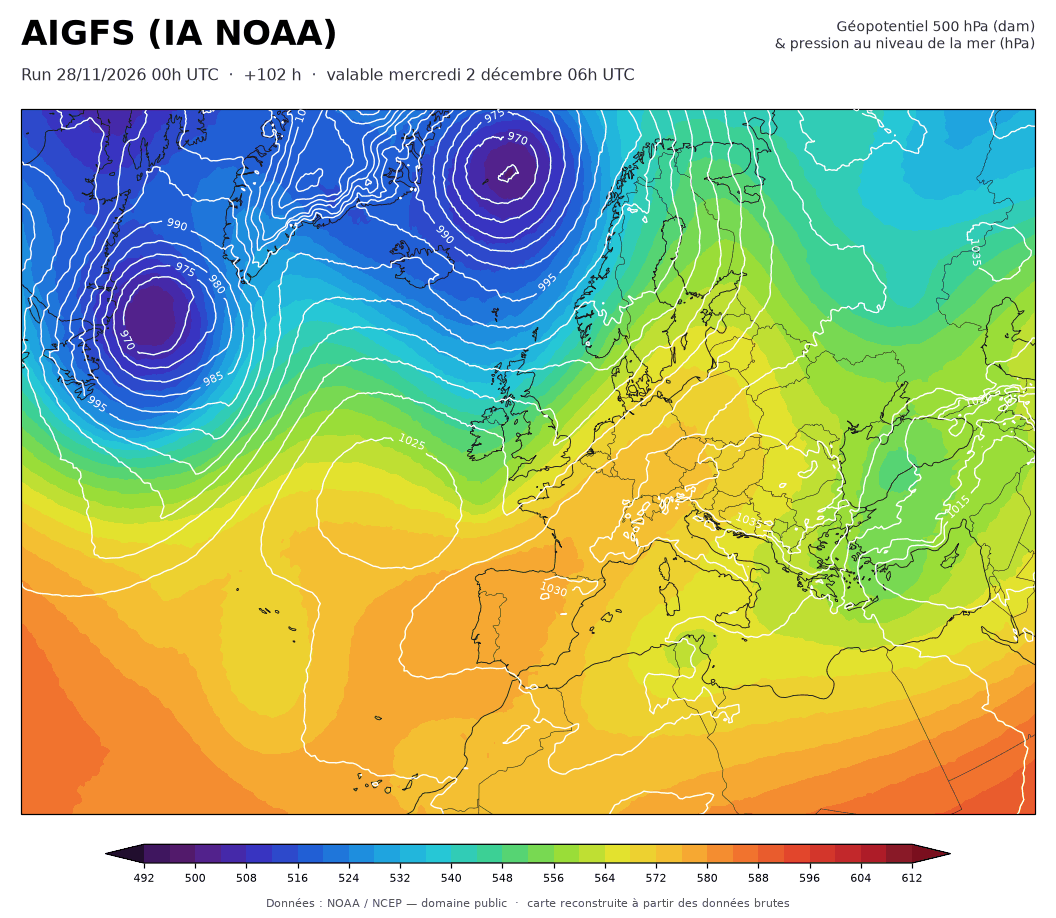 AIGFS (IA NOAA)
Géopotentiel 500 hPa (dam)
& pression au niveau de la mer (hPa)
Run 28/11/2026 00h UTC · +102 h · valable mercredi 2 décembre 06h UTC
975
970
990
990
975
980
995
970
985
995
1035
1020
1025
1015
1035
1030
492 500 508 516 524 532 540 548 556 564 572 580 588 596 604 612
Données : NOAA / NCEP — domaine public · carte reconstruite à partir des données brutes